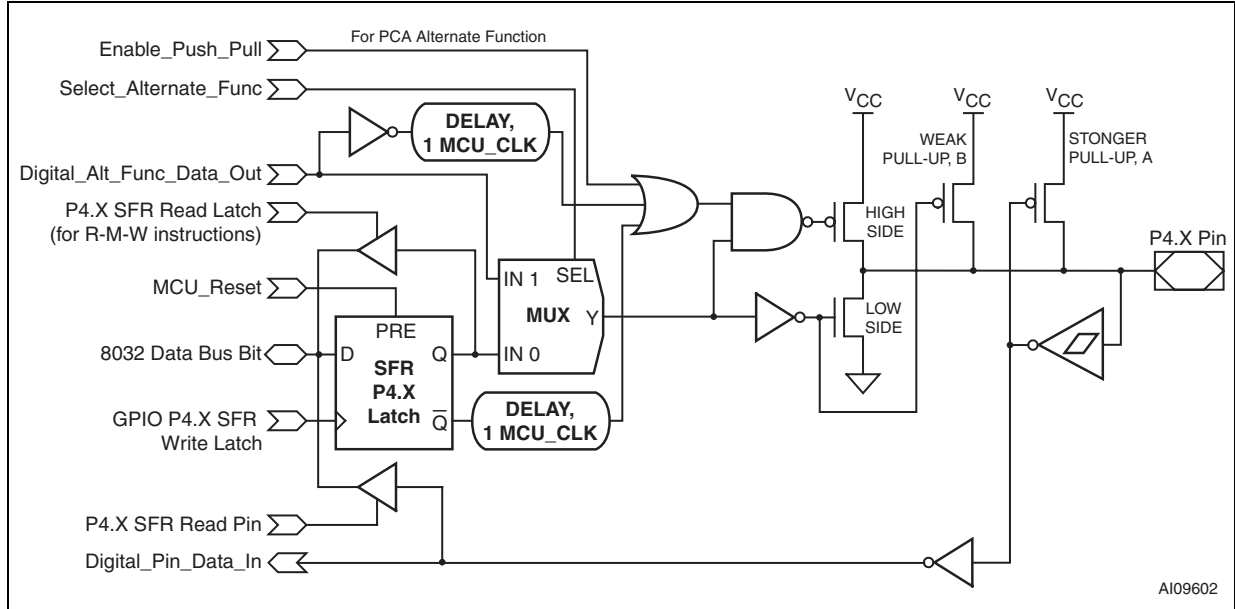 Enable_Push_Pull
For PCA Alternate Function
Select_Alternate_Func
DELAY,
1 MCU_CLK
Digital_Alt_Func_Data_Out
P4.X SFR Read Latch
(for R-M-W instructions)
MCU_Reset
8032 Data Bus Bit
GPIO P4.X SFR
Write Latch
P4.X SFR Read Pin
Digital_Pin_Data_In
PRE
D
Q
SFR
P4.X
Latch
Q
DELAY,
1 MCU_CLK
IN 1
SEL
MUX
Y
IN 0
VCC
VCC
VCC
WEAK
PULL-UP, B
STONGER
PULL-UP, A
HIGH
SIDE
LOW
SIDE
P4.X Pin
AI09602